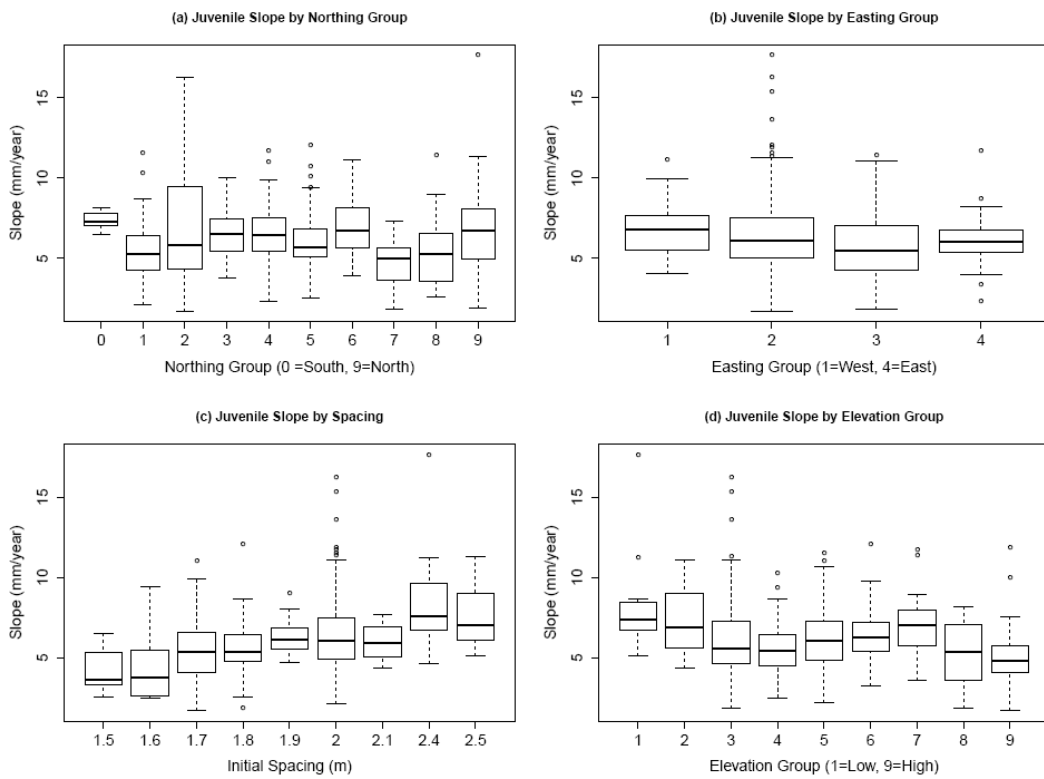 (a) Juvenile Slope by Northing Group
Slope (mm/year)
15
10
5
0 1 2 3 4 5 6 7 8 9
Northing Group (0 =South, 9=North)
(b) Juvenile Slope by Easting Group
Slope (mm/year)
15
10
5
1 2 3 4
Easting Group (1=West, 4=East)
(c) Juvenile Slope by Spacing
Slope (mm/year)
15
10
5
1.5 1.6 1.7 1.8 1.9 2 2.1 2.4 2.5
Initial Spacing (m)
(d) Juvenile Slope by Elevation Group
Slope (mm/year)
15
10
5
1 2 3 4 5 6 7 8 9
Elevation Group (1=Low, 9=High)